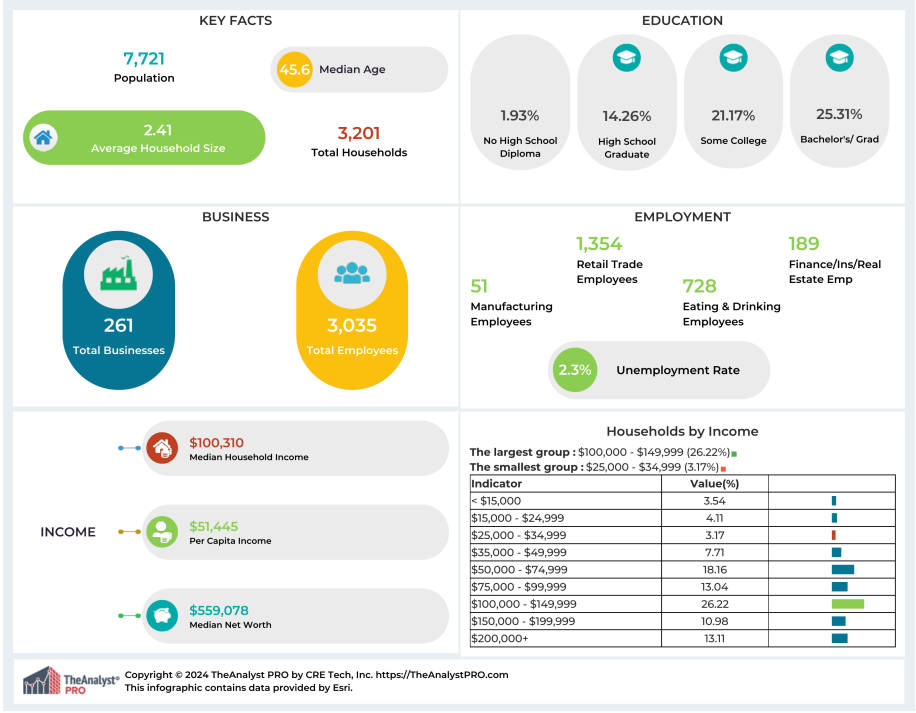 KEY FACTS
7,721
Population
45.6 Median Age
2.41
Average Household Size
3,201
Total Households
EDUCATION
1.93%
No High School
Diploma
14.26%
High School
Graduate
21.17%
Some College
25.31%
Bachelor's/ Grad
BUSINESS
261
Total Businesses
3,035
Total Employees
EMPLOYMENT
51
Manufacturing
Employees
1,354
Retail Trade
Employees
728
Eating & Drinking
Employees
189
Finance/Ins/Real
Estate Emp
2.3% Unemployment Rate
INCOME
$100,310
Median Household Income
$51,445
Per Capita Income
$559,078
Median Net Worth
Households by Income
The largest group : $100,000 - $149,999 (26.22%)
The smallest group : $25,000 - $34,999 (3.17%)
Indicator Value(%)
< $15,000 3.54
$15,000 - $24,999 4.11
$25,000 - $34,999 3.17
$35,000 - $49,999 7.71
$50,000 - $74,999 18.16
$75,000 - $99,999 13.04
$100,000 - $149,999 26.22
$150,000 - $199,999 10.98
$200,000+ 13.11
TheAnalyst®
PRO
Copyright © 2024 TheAnalyst PRO by CRE Tech, Inc. https://TheAnalystPRO.com
This infographic contains data provided by Esri.